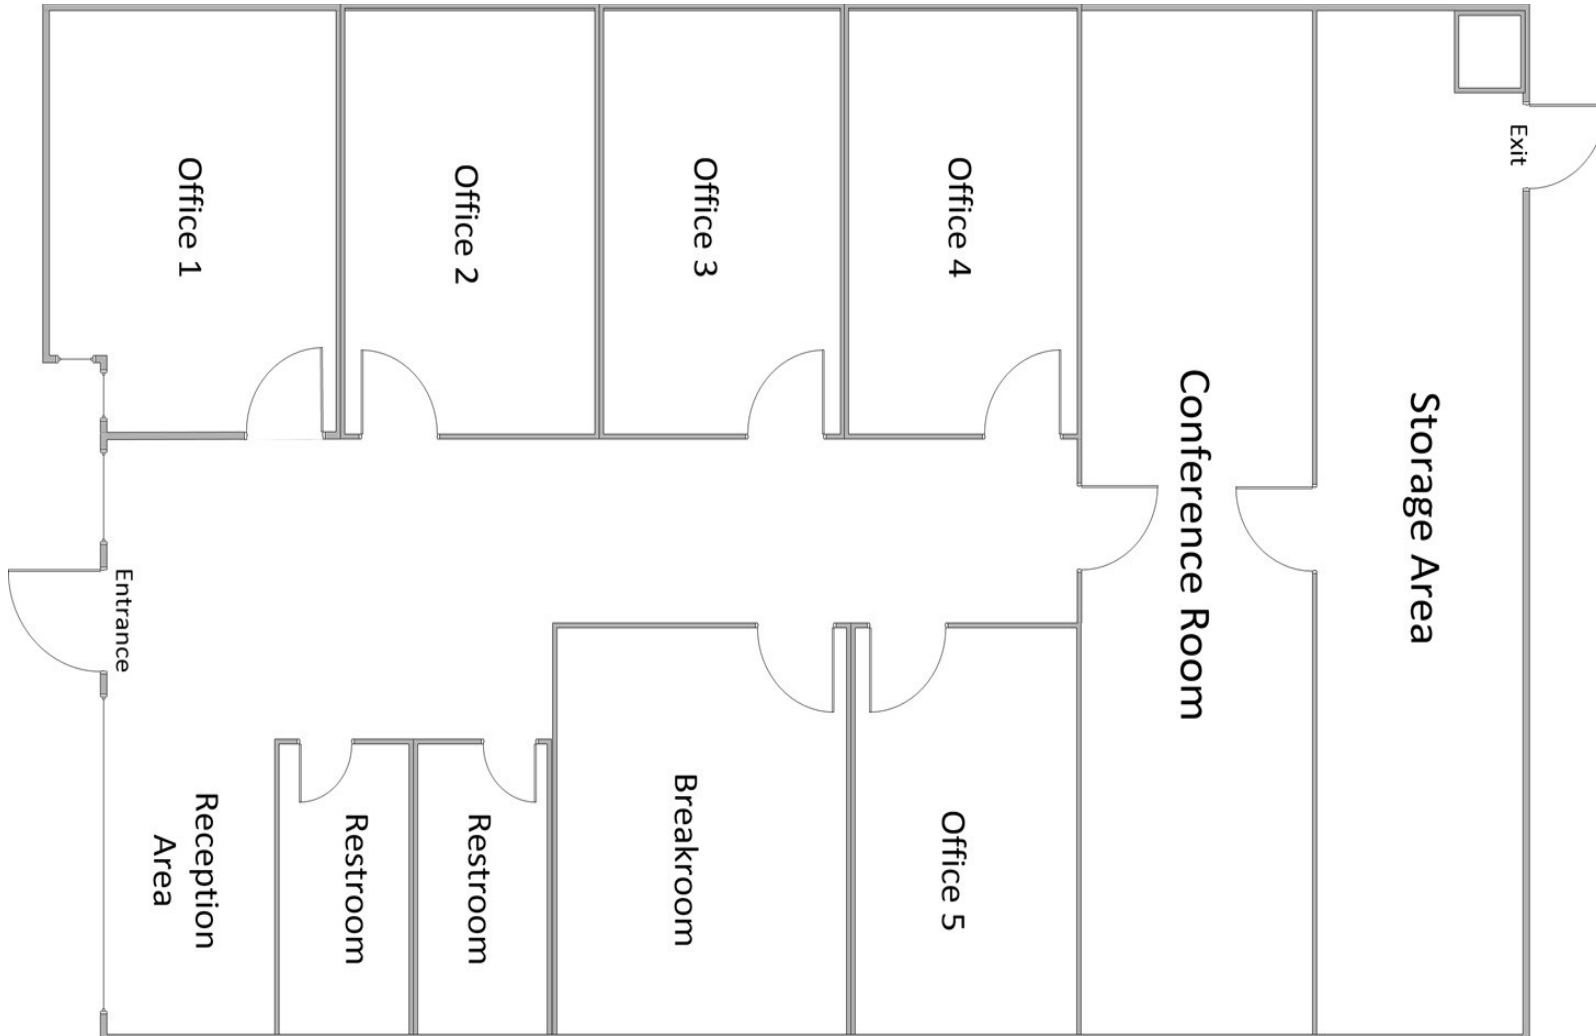 Office 1
Office 2
Office 3
Office 4
Exit
Conference Room
Storage Area
Entrance
Reception
Area
Restroom
Restroom
Breakroom
Office 5